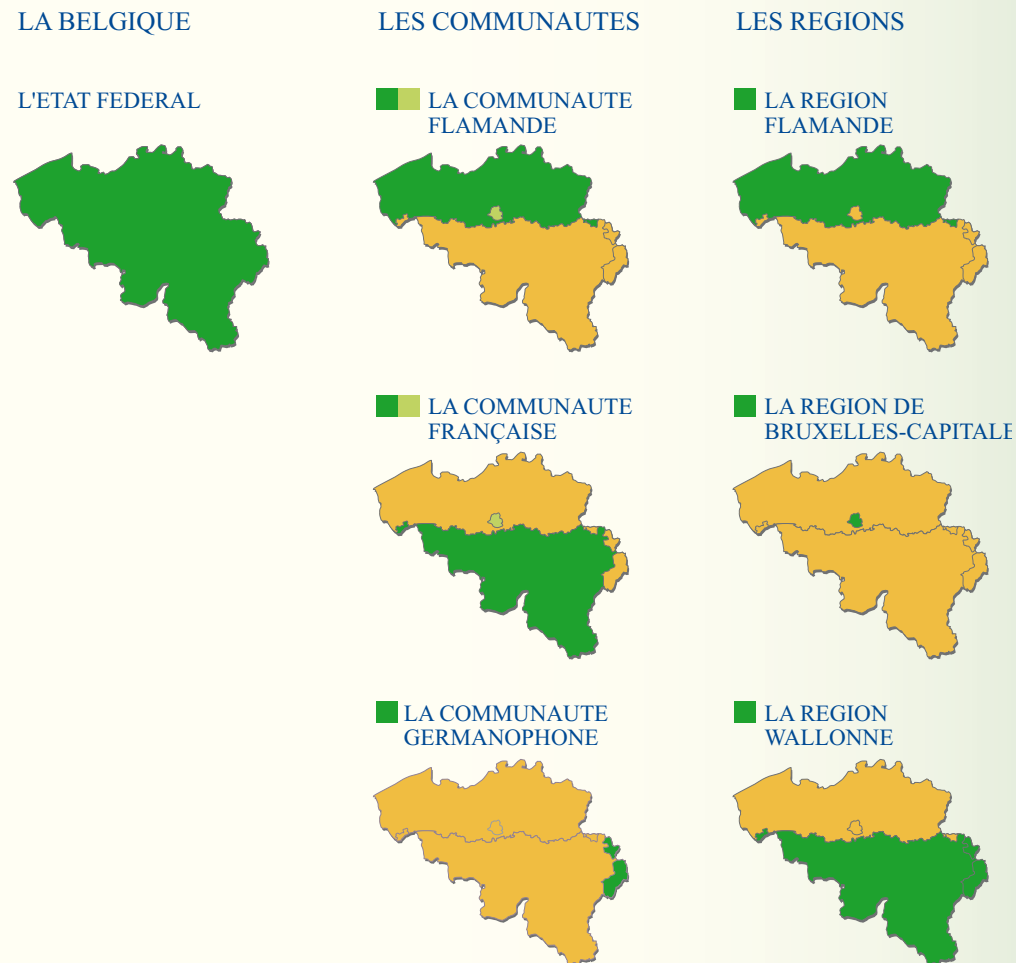 LA BELGIQUE
LES COMMUNAUTES
LES REGIONS
L'ETAT FEDERAL
LA COMMUNAUTE
FLAMANDE
LA REGION
FLAMANDE
LA COMMUNAUTE
FRANÇAISE
LA REGION DE
BRUXELLES-CAPITALE
LA COMMUNAUTE
GERMANOPHONE
LA REGION
WALLONNE